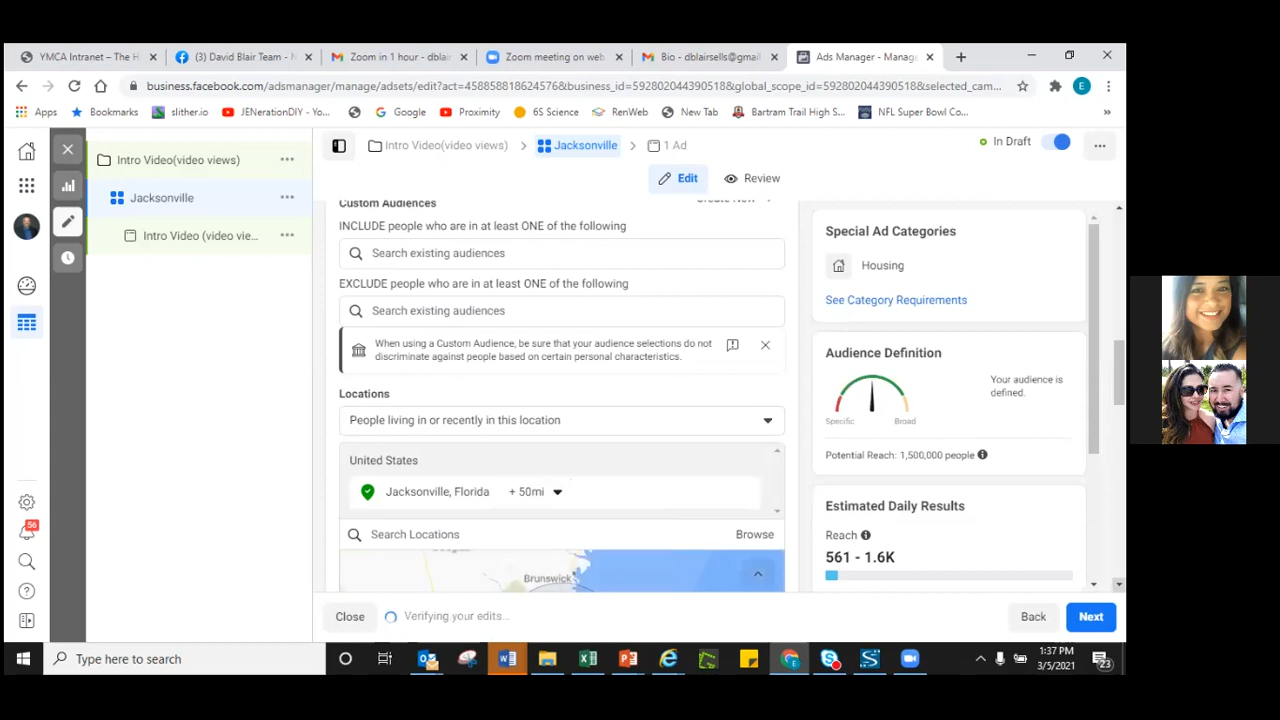 YMCA Intranet – The H
(3) David Blair Team - N
Zoom in 1 hour - dblair
Zoom meeting on web
Bio - dblairsells@gmail
Ads Manager - Manage
business.facebook.com/adsmanager/manage/adsets/edit?act=458858818624576&business_id=592802044390518&global_scope_id=592802044390518&selected_cam...
Apps
Bookmarks
slither.io
JENerationDIY - Yo...
Google
Proximity
6S Science
RenWeb
New Tab
Bartram Trail High S...
NFL Super Bowl Co...
Intro Video(video views)
Jacksonville
Intro Video (video vie...
Intro Video(video views)
Jacksonville
1 Ad
In Draft
Edit
Review
Custom Audiences
INCLUDE people who are in at least ONE of the following
Search existing audiences
EXCLUDE people who are in at least ONE of the following
Search existing audiences
When using a Custom Audience, be sure that your audience selections do not
discriminate against people based on certain personal characteristics.
Locations
People living in or recently in this location
United States
Jacksonville, Florida + 50mi
Search Locations
Browse
Brunswick
Special Ad Categories
Housing
See Category Requirements
Audience Definition
Your audience is
defined.
Specific
Broad
Potential Reach: 1,500,000 people
Estimated Daily Results
Reach
561 - 1.6K
56
Close
Verifying your edits...
Back
Next
Type here to search
1:37 PM
3/5/2021
23